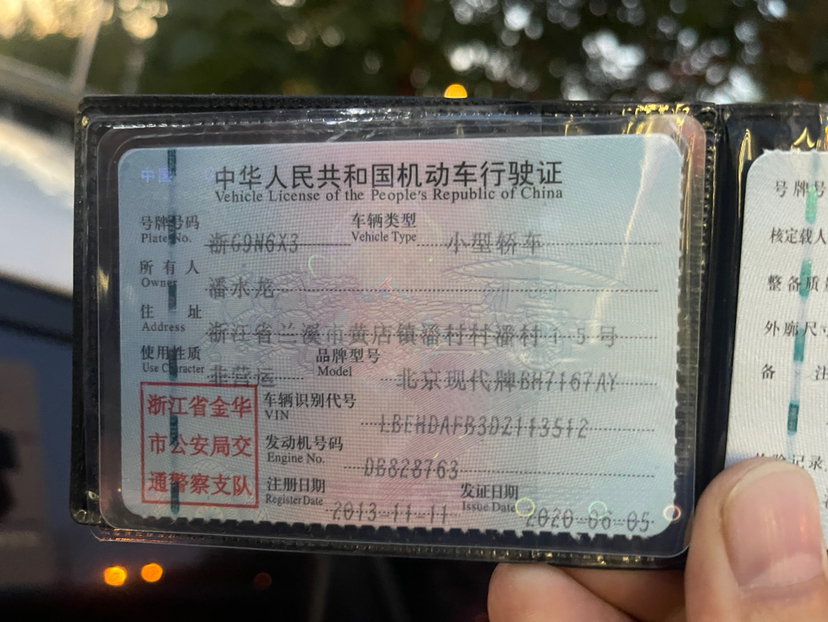 中国
中华人民共和国机动车行驶证
Vehicle License of the People's Republic of China
号牌号码 浙G9N6X3 车辆类型 小型轿车
Plate No. Vehicle Type
所有人 潘水龙
Owner
住址 浙江省兰溪市黄店镇潘村村潘村15号
Address
使用性质 非营运 品牌型号 北京现代牌BH7167AY
Use Character Model
浙江省金华
市公安局交
通警察支队
车辆识别代号 LBEHDAFB3DZ113512
VIN
发动机号码 DB828763
Engine No.
注册日期 2013-11-11 发证日期 2020-06-05
Register Date Issue Date
号牌号
核定载人
整备质
外廓尺寸
备注
检验记录